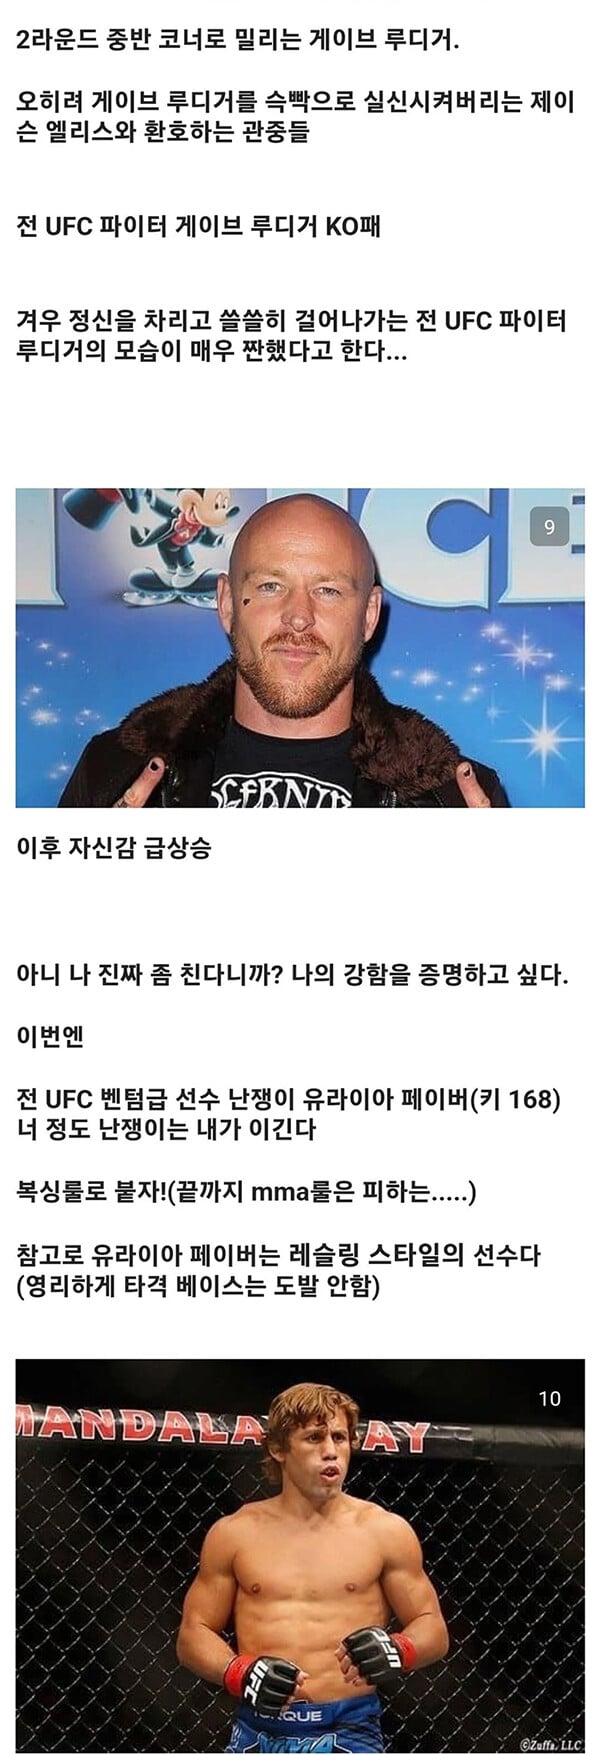 2라운드 중반 코너로 밀리는 게이브 루디거.
오히려 게이브 루디거를 슥빡으로 실신시켜버리는 제이
슨 엘리스와 환호하는 관중들
전 UFC 파이터 게이브 루디거 KO패
겨우 정신을 차리고 쓸쓸히 걸어나가는 전 UFC 파이터
루디거의 모습이 매우 짠했다고 한다...
ICE
9
이후 자신감 급상승
아니 나 진짜 좀 친다니까? 나의 강함을 증명하고 싶다.
이번엔
전 UFC 벤텀급 선수 난쟁이 유라이아 페이버(키 168)
너 정도 난쟁이는 내가 이긴다
복싱룰로 붙자!(끝까지 mma룰은 피하는.....)
참고로 유라이아 페이버는 레슬링 스타일의 선수다
(영리하게 타격 베이스는 도발 안함)
10
MANDALAY
AY
UFC
UFC
©Zuffa, LLC